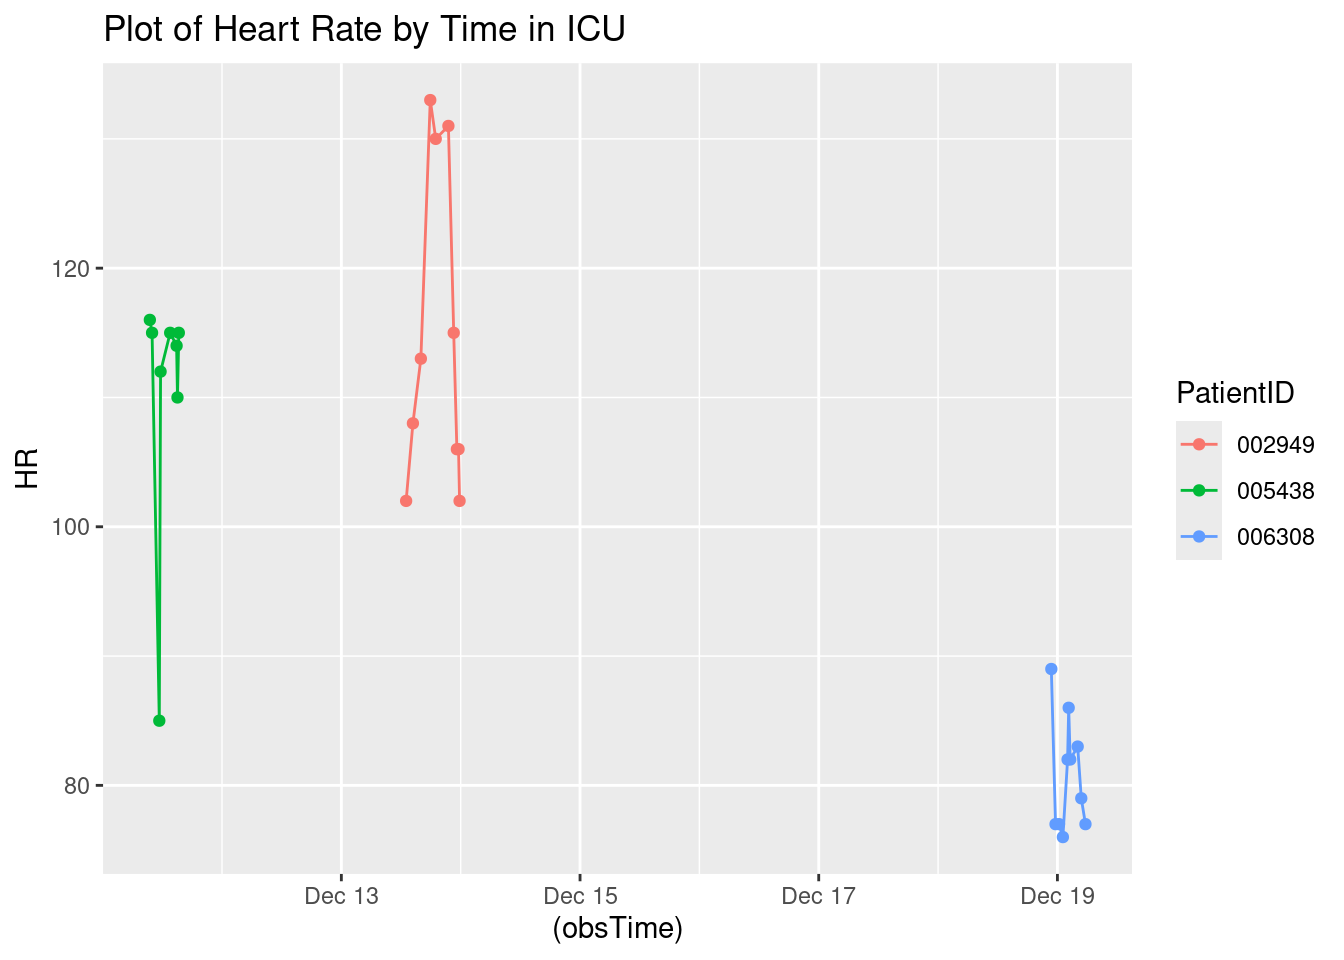 Plot of Heart Rate by Time in ICU
HR
120
100
80
Dec 13
Dec 15
Dec 17
Dec 19
(obsTime)
PatientID
002949
005438
006308